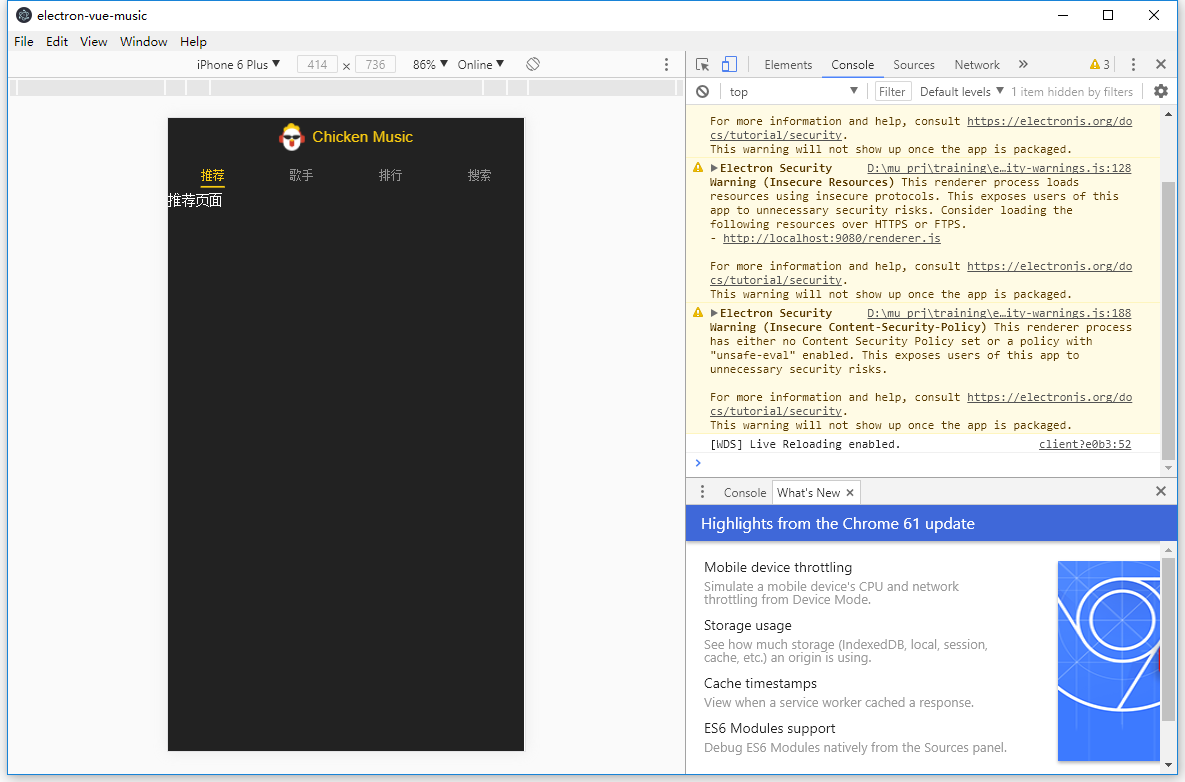 electron-vue-music
File Edit View Window Help
iPhone 6 Plus ▼ 414 × 736 86% ▼ Online ▼
Elements Console Sources Network » 3
top ▼ Filter Default levels ▼ 1 item hidden by filters
Chicken Music
推荐 歌手 排行 搜索
推荐页面
For more information and help, consult https://electronjs.org/do
cs/tutorial/security.
This warning will not show up once the app is packaged.
▶Electron Security D:\mu prj\training\e…ity-warnings.js:128
Warning (Insecure Resources) This renderer process loads
resources using insecure protocols. This exposes users of this
app to unnecessary security risks. Consider loading the
following resources over HTTPS or FTPS.
- http://localhost:9080/renderer.js
For more information and help, consult https://electronjs.org/do
cs/tutorial/security.
This warning will not show up once the app is packaged.
▶Electron Security D:\mu prj\training\e…ity-warnings.js:188
Warning (Insecure Content-Security-Policy) This renderer process
has either no Content Security Policy set or a policy with
"unsafe-eval" enabled. This exposes users of this app to
unnecessary security risks.
For more information and help, consult https://electronjs.org/do
cs/tutorial/security.
This warning will not show up once the app is packaged.
[WDS] Live Reloading enabled. client?e0b3:52
Console What's New ×
Highlights from the Chrome 61 update
Mobile device throttling
Simulate a mobile device's CPU and network
throttling from Device Mode.
Storage usage
See how much storage (IndexedDB, local, session,
cache, etc.) an origin is using.
Cache timestamps
View when a service worker cached a response.
ES6 Modules support
Debug ES6 Modules natively from the Sources panel.